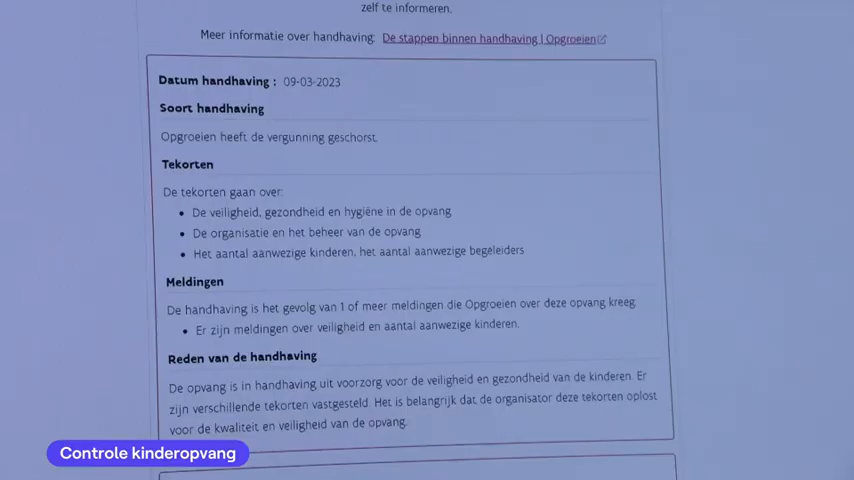 zelf te informeren.
Meer informatie over handhaving: De stappen binnen handhaving | Opgroeien
Datum handhaving : 09-03-2023
Soort handhaving
Opgroeien heeft de vergunning geschorst.
Tekorten
De tekorten gaan over:
• De veiligheid, gezondheid en hygiëne in de opvang
• De organisatie en het beheer van de opvang
• Het aantal aanwezige kinderen, het aantal aanwezige begeleiders
Meldingen
De handhaving is het gevolg van 1 of meer meldingen die Opgroeien over deze opvang kreeg:
• Er zijn meldingen over veiligheid en aantal aanwezige kinderen.
Reden van de handhaving
De opvang is in handhaving uit voorzorg voor de veiligheid en gezondheid van de kinderen. Er
zijn verschillende tekorten vastgesteld. Het is belangrijk dat de organisator deze tekorten oplost
voor de kwaliteit en veiligheid van de opvang.
Controle kinderopvang